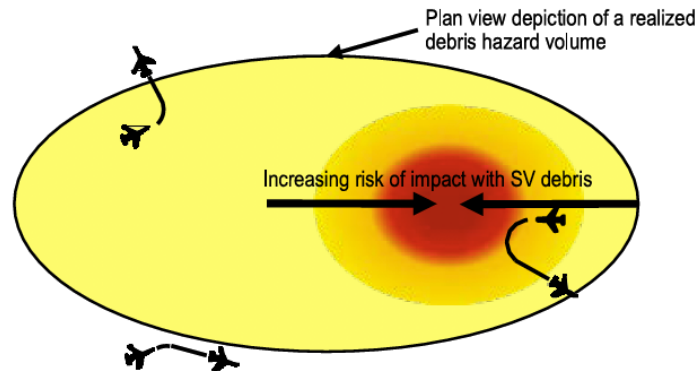 Plan view depiction of a realized
debris hazard volume
Increasing risk of impact with SV debris